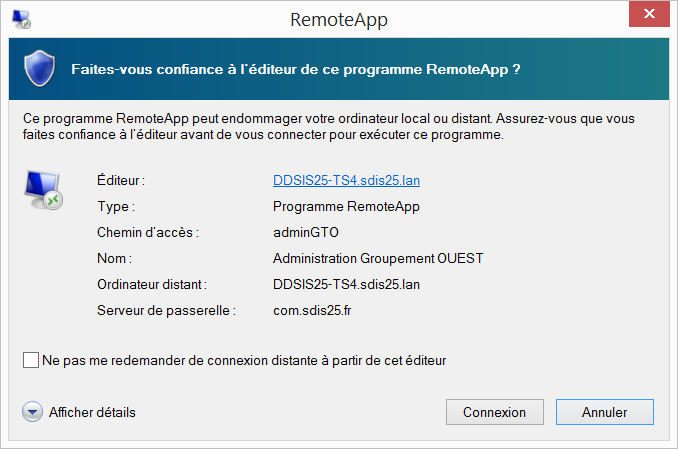 RemoteApp
Faites-vous confiance à l'éditeur de ce programme RemoteApp ?
Ce programme RemoteApp peut endommager votre ordinateur local ou distant. Assurez-vous que vous
faites confiance à l'éditeur avant de vous connecter pour exécuter ce programme.
Éditeur : DDSIS25-TS4.sdis25.lan
Type : Programme RemoteApp
Chemin d'accès : adminGTO
Nom : Administration Groupement OUEST
Ordinateur distant : DDSIS25-TS4.sdis25.lan
Serveur de passerelle : com.sdis25.fr
Ne pas me redemander de connexion distante à partir de cet éditeur
Afficher détails Connexion Annuler